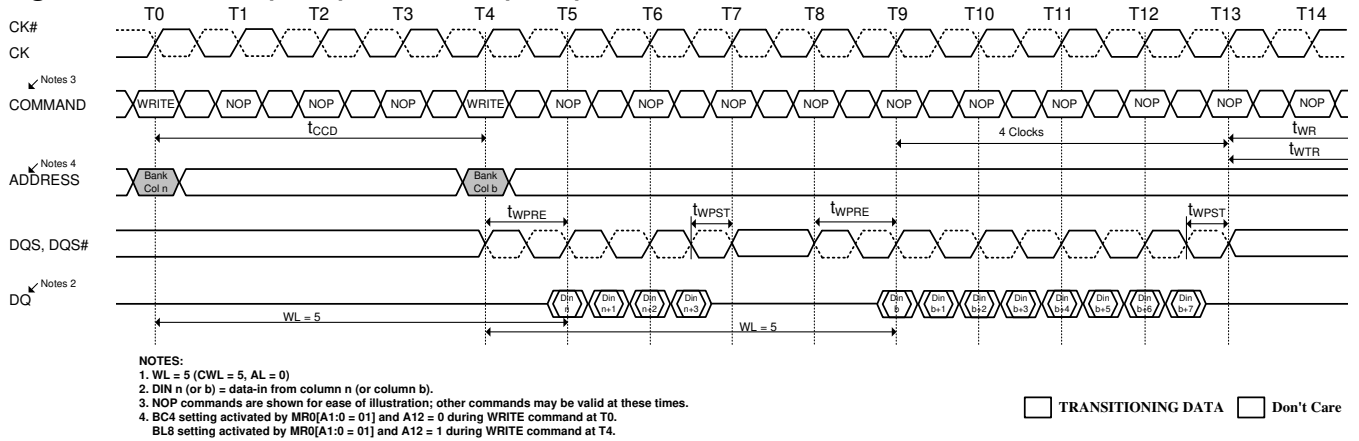 T0 T1 T2 T3 T4 T5 T6 T7 T8 T9 T10 T11 T12 T13 T14
CK#
CK
Notes 3
COMMAND
WRITE NOP NOP NOP WRITE NOP NOP NOP NOP NOP NOP NOP NOP NOP NOP
tCCD
4 Clocks
tWR
tWTR
Notes 4
ADDRESS
Bank
Col n
Bank
Col b
tWPRE tWPST tWPRE tWPST
DQS, DQS#
Notes 2
DQ
Din n Din n+1 Din n+2 Din n+3 Din b Din b+1 Din b+2 Din b+3 Din b+4 Din b+5 Din b+6 Din b+7
WL = 5
WL = 5
NOTES:
1. WL = 5 (CWL = 5, AL = 0)
2. DIN n (or b) = data-in from column n (or column b).
3. NOP commands are shown for ease of illustration; other commands may be valid at these times.
4. BC4 setting activated by MR0[A1:0 = 01] and A12 = 0 during WRITE command at T0.
BL8 setting activated by MR0[A1:0 = 01] and A12 = 1 during WRITE command at T4.
TRANSITIONING DATA Don't Care